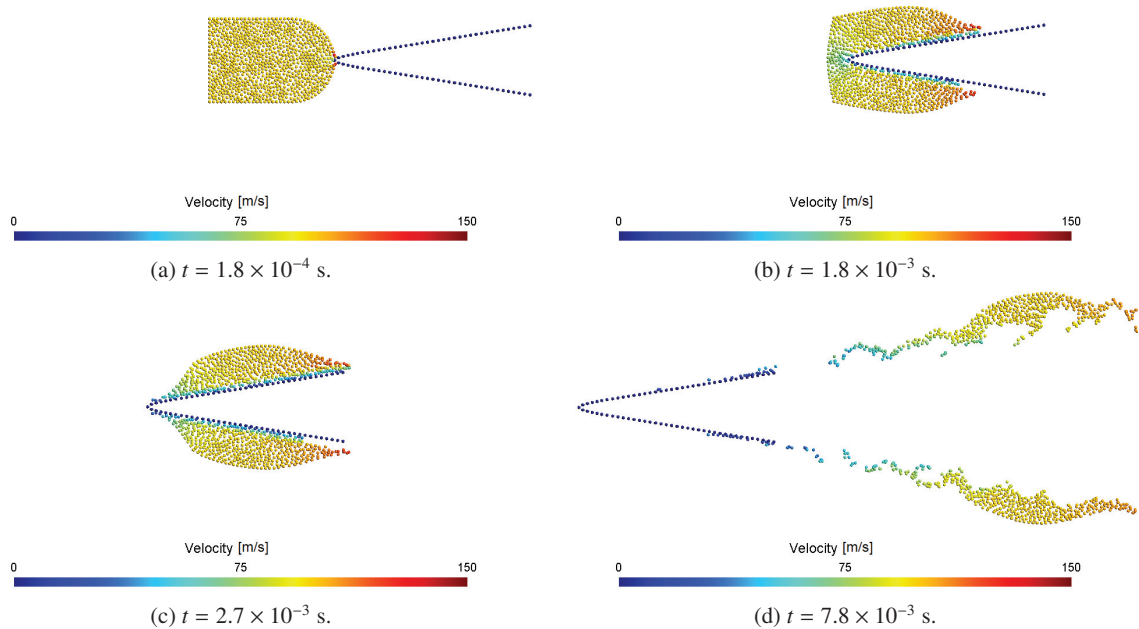 Velocity [m/s]
0 75 150
(a) t = 1.8 × 10⁻⁴ s.
Velocity [m/s]
0 75 150
(b) t = 1.8 × 10⁻³ s.
Velocity [m/s]
0 75 150
(c) t = 2.7 × 10⁻³ s.
Velocity [m/s]
0 75 150
(d) t = 7.8 × 10⁻³ s.